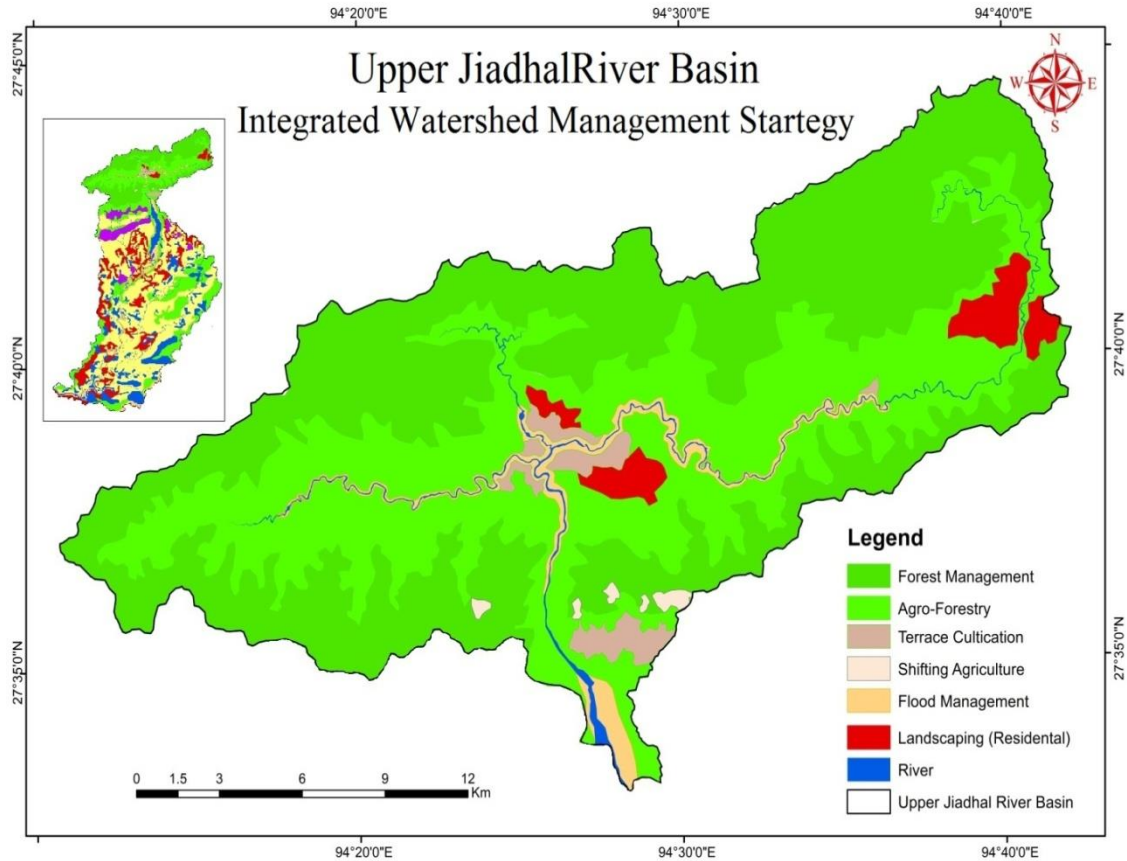 94°20'0"E
94°30'0"E
94°40'0"E
Upper JiadhalRiver Basin
Integrated Watershed Management Startegy
N
W
E
S
27°45'0"N
27°40'0"N
27°40'0"N
27°35'0"N
27°35'0"N
Legend
Forest Management
Agro-Forestry
Terrace Cultication
Shifting Agriculture
Flood Management
Landscaping (Residental)
River
Upper Jiadhal River Basin
0 1.5 3 6 9 12
Km
94°20'0"E
94°30'0"E
94°40'0"E